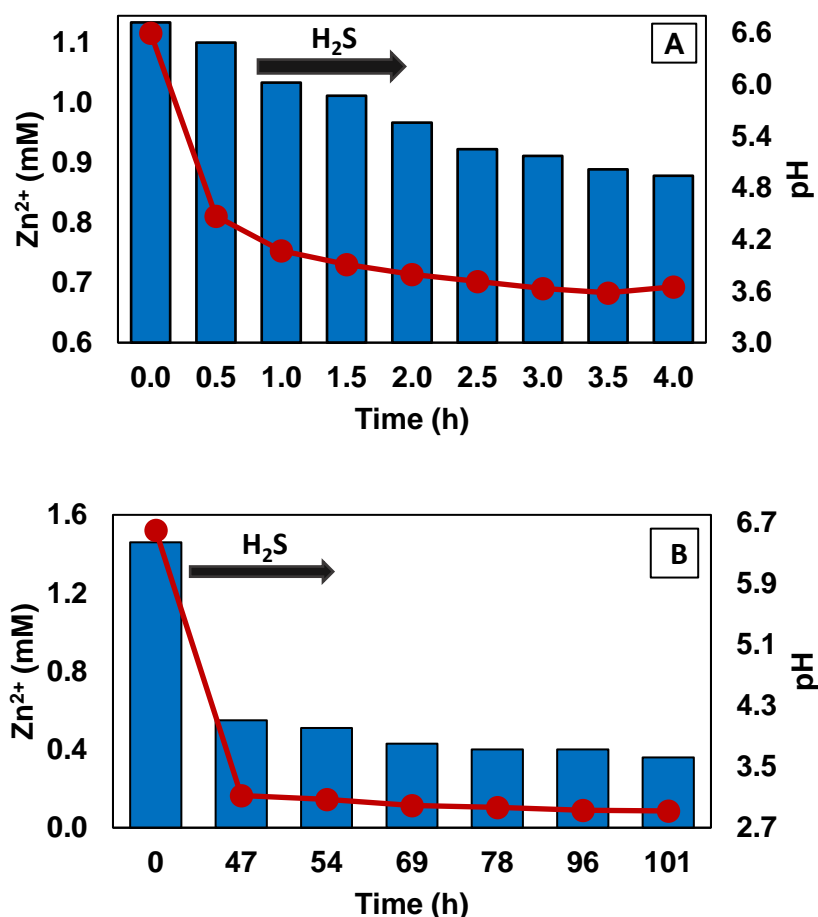 A
H₂S
1.1
1.0
0.9
0.8
0.7
0.6
Zn²⁺ (mM)
6.6
6.0
5.4
4.8
4.2
3.6
3.0
pH
0.0 0.5 1.0 1.5 2.0 2.5 3.0 3.5 4.0
Time (h)
B
H₂S
1.6
1.2
0.8
0.4
0.0
Zn²⁺ (mM)
6.7
5.9
5.1
4.3
3.5
2.7
pH
0 47 54 69 78 96 101
Time (h)